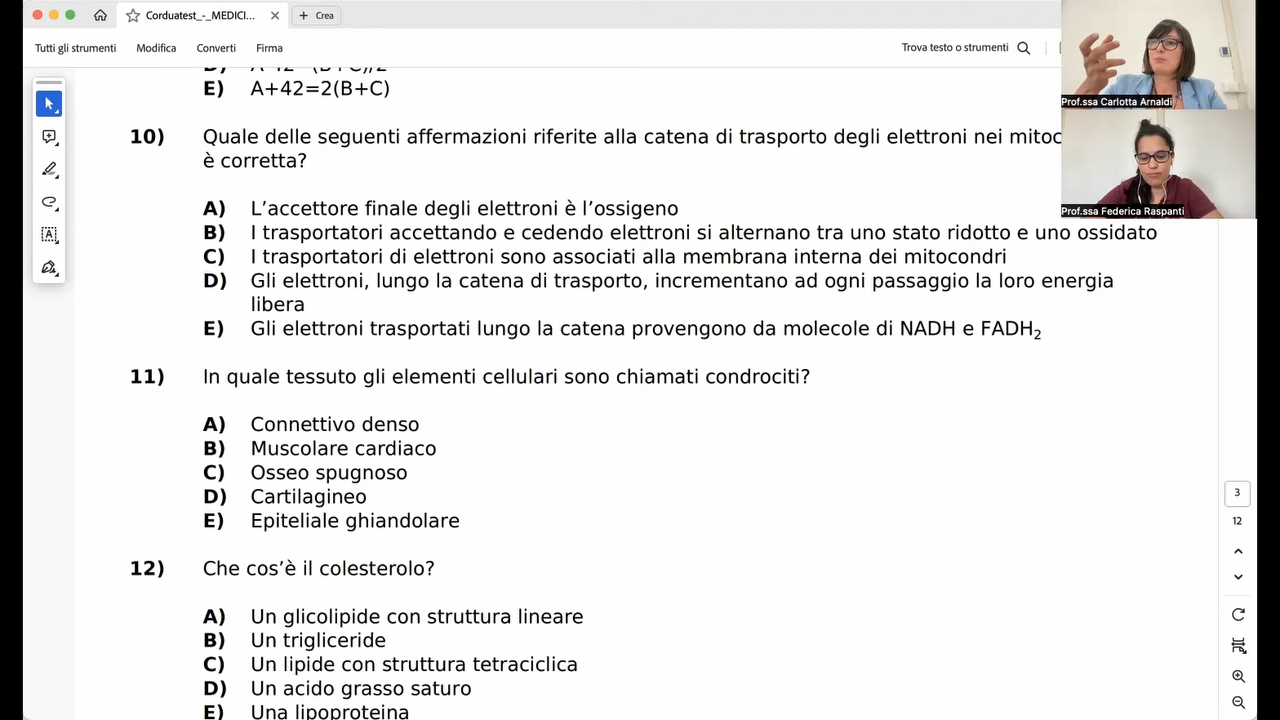 Corduatest_-_MEDICI...
Crea
Tutti gli strumenti
Modifica
Converti
Firma
Trova testo o strumenti
Prof.ssa Carlotta Arnaldi
Prof.ssa Federica Raspanti
E) A+42=2(B+C)
10) Quale delle seguenti affermazioni riferite alla catena di trasporto degli elettroni nei
è corretta?
A) L’accettore finale degli elettroni è l’ossigeno
B) I trasportatori accettando e cedendo elettroni si alternano tra uno stato ridotto e uno ossidato
C) I trasportatori di elettroni sono associati alla membrana interna dei mitocondri
D) Gli elettroni, lungo la catena di trasporto, incrementano ad ogni passaggio la loro energia
libera
E) Gli elettroni trasportati lungo la catena provengono da molecole di NADH e FADH₂
11) In quale tessuto gli elementi cellulari sono chiamati condrociti?
A) Connettivo denso
B) Muscolare cardiaco
C) Osseo spugnoso
D) Cartilagineo
E) Epiteliale ghiandolare
12) Che cos’è il colesterolo?
A) Un glicolipide con struttura lineare
B) Un trigliceride
C) Un lipide con struttura tetraciclica
D) Un acido grasso saturo
E) Una lipoproteina
3
12